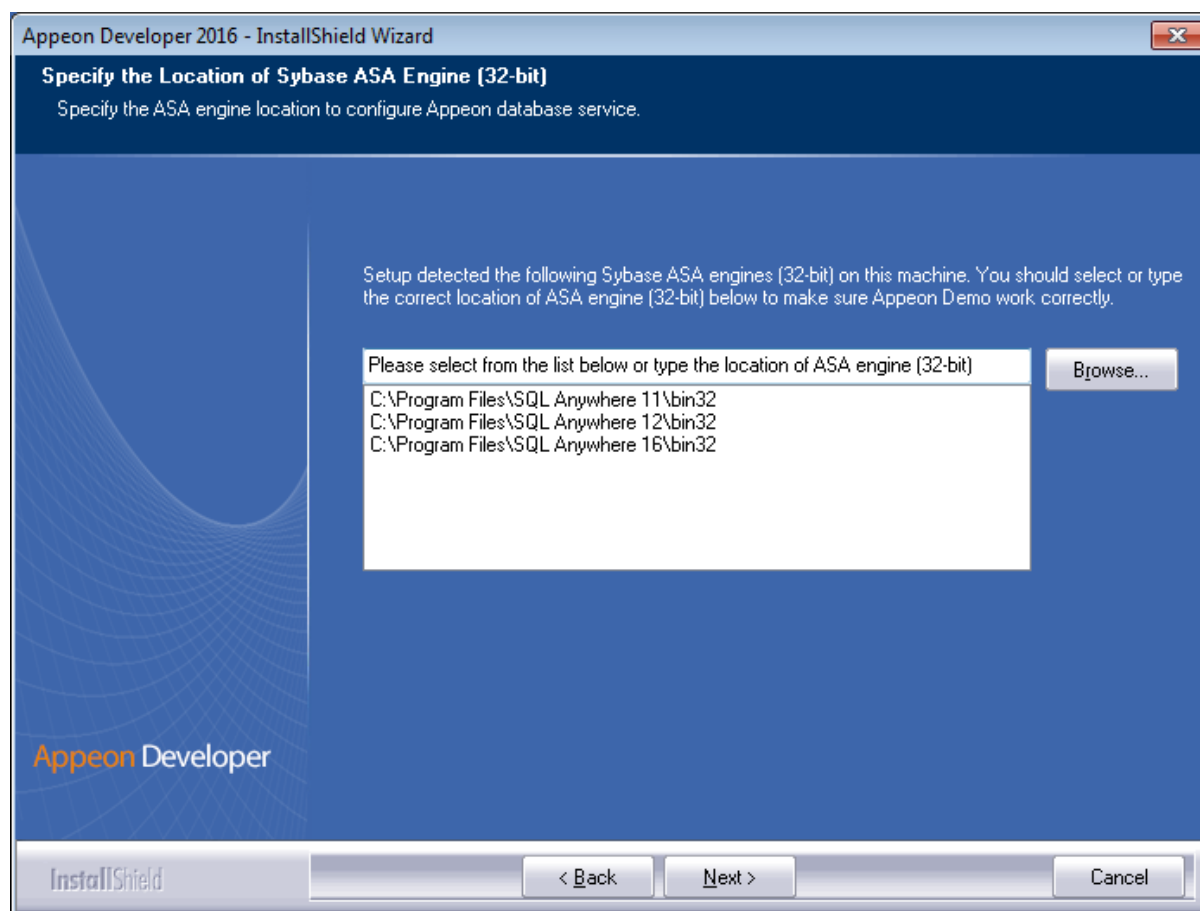 Appeon Developer 2016 - InstallShield Wizard
Specify the Location of Sybase ASA Engine (32-bit)
Specify the ASA engine location to configure Appeon database service.
Setup detected the following Sybase ASA engines (32-bit) on this machine. You should select or type
the correct location of ASA engine (32-bit) below to make sure Appeon Demo work correctly.
Please select from the list below or type the location of ASA engine (32-bit)
Browse...
C:\Program Files\SQL Anywhere 11\bin32
C:\Program Files\SQL Anywhere 12\bin32
C:\Program Files\SQL Anywhere 16\bin32
Appeon Developer
InstallShield
< Back
Next >
Cancel